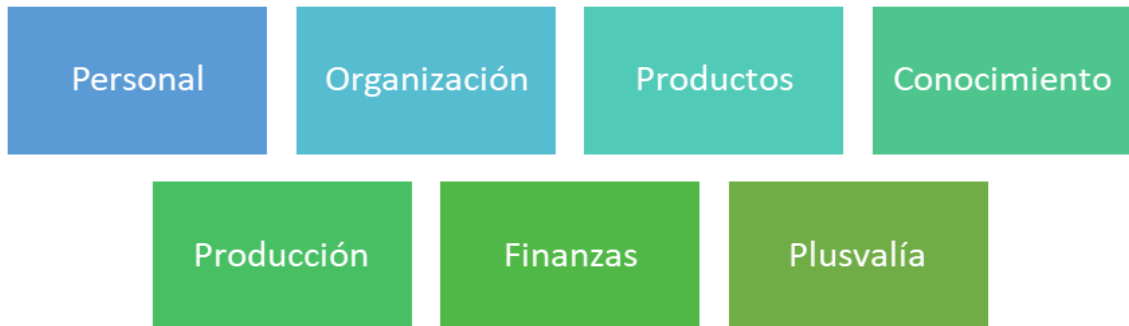 Personal
Organización
Productos
Conocimiento
Producción
Finanzas
Plusvalía